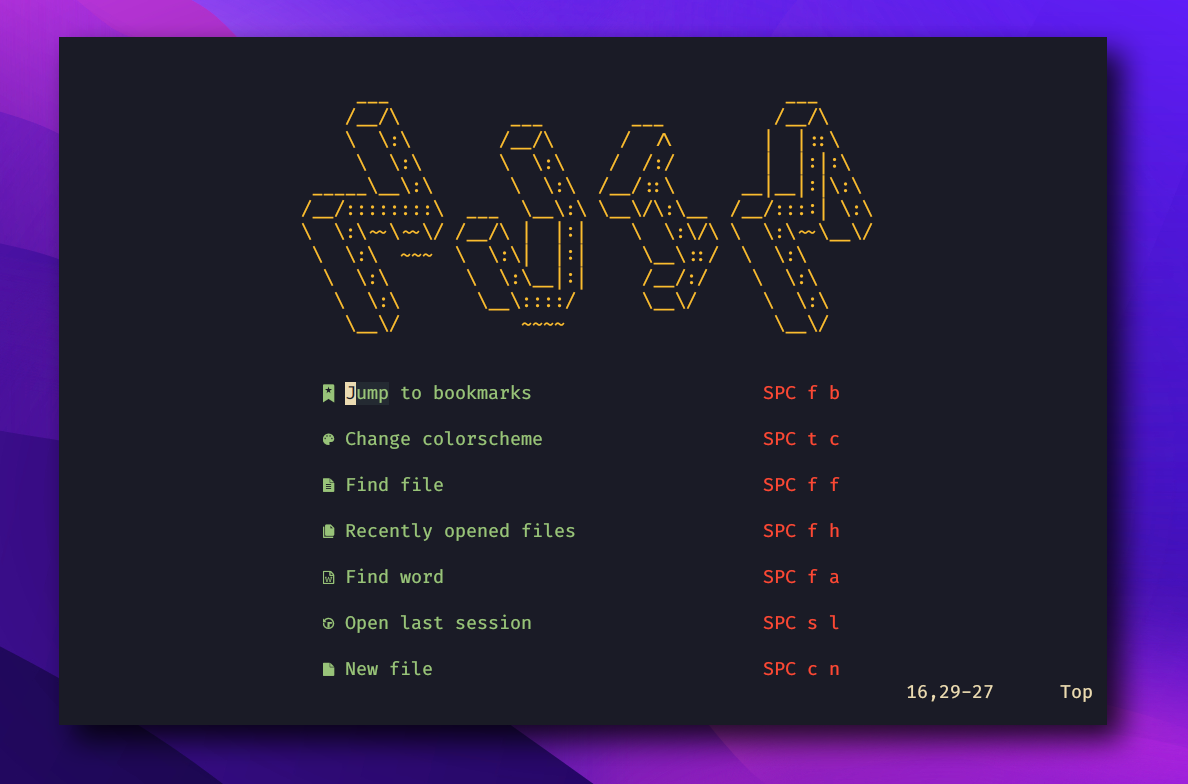 Jump to bookmarks SPC f b
Change colorscheme SPC t c
Find file SPC f f
Recently opened files SPC f h
Find word SPC f a
Open last session SPC s l
New file SPC c n
16,29-27 Top